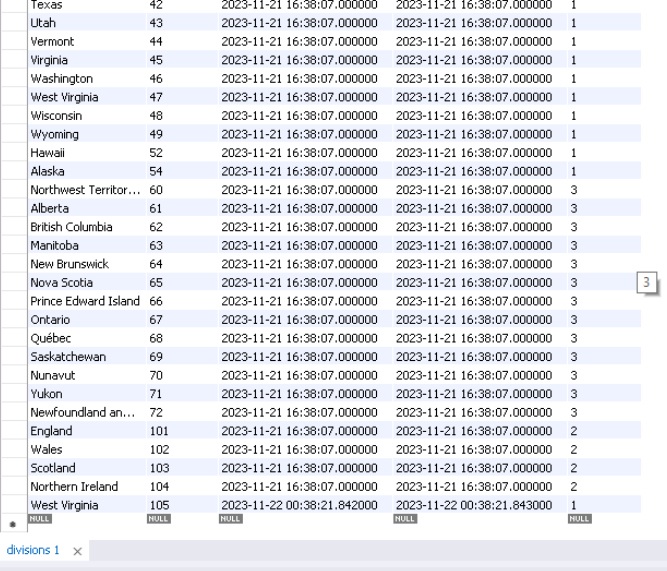 Texas 42 2023-11-21 16:38:07.000000 2023-11-21 16:38:07.000000 1
Utah 43 2023-11-21 16:38:07.000000 2023-11-21 16:38:07.000000 1
Vermont 44 2023-11-21 16:38:07.000000 2023-11-21 16:38:07.000000 1
Virginia 45 2023-11-21 16:38:07.000000 2023-11-21 16:38:07.000000 1
Washington 46 2023-11-21 16:38:07.000000 2023-11-21 16:38:07.000000 1
West Virginia 47 2023-11-21 16:38:07.000000 2023-11-21 16:38:07.000000 1
Wisconsin 48 2023-11-21 16:38:07.000000 2023-11-21 16:38:07.000000 1
Wyoming 49 2023-11-21 16:38:07.000000 2023-11-21 16:38:07.000000 1
Hawaii 52 2023-11-21 16:38:07.000000 2023-11-21 16:38:07.000000 1
Alaska 54 2023-11-21 16:38:07.000000 2023-11-21 16:38:07.000000 1
Northwest Territor... 60 2023-11-21 16:38:07.000000 2023-11-21 16:38:07.000000 3
Alberta 61 2023-11-21 16:38:07.000000 2023-11-21 16:38:07.000000 3
British Columbia 62 2023-11-21 16:38:07.000000 2023-11-21 16:38:07.000000 3
Manitoba 63 2023-11-21 16:38:07.000000 2023-11-21 16:38:07.000000 3
New Brunswick 64 2023-11-21 16:38:07.000000 2023-11-21 16:38:07.000000 3
Nova Scotia 65 2023-11-21 16:38:07.000000 2023-11-21 16:38:07.000000 3 3
Prince Edward Island 66 2023-11-21 16:38:07.000000 2023-11-21 16:38:07.000000 3
Ontario 67 2023-11-21 16:38:07.000000 2023-11-21 16:38:07.000000 3
Québec 68 2023-11-21 16:38:07.000000 2023-11-21 16:38:07.000000 3
Saskatchewan 69 2023-11-21 16:38:07.000000 2023-11-21 16:38:07.000000 3
Nunavut 70 2023-11-21 16:38:07.000000 2023-11-21 16:38:07.000000 3
Yukon 71 2023-11-21 16:38:07.000000 2023-11-21 16:38:07.000000 3
Newfoundland an... 72 2023-11-21 16:38:07.000000 2023-11-21 16:38:07.000000 3
England 101 2023-11-21 16:38:07.000000 2023-11-21 16:38:07.000000 2
Wales 102 2023-11-21 16:38:07.000000 2023-11-21 16:38:07.000000 2
Scotland 103 2023-11-21 16:38:07.000000 2023-11-21 16:38:07.000000 2
Northern Ireland 104 2023-11-21 16:38:07.000000 2023-11-21 16:38:07.000000 2
West Virginia 105 2023-11-22 00:38:21.842000 2023-11-22 00:38:21.843000 1
NULL NULL NULL NULL NULL
divisions 1